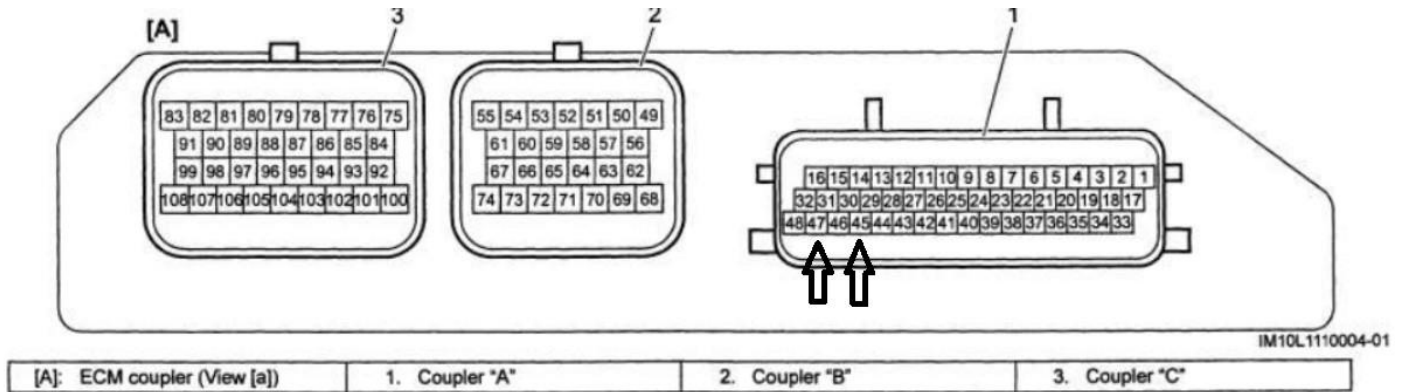 [A]
3 2 1
83 82 81 80 79 78 77 76 75
91 90 89 88 87 86 85 84
99 98 97 96 95 94 93 92
108 107 106 105 104 103 102 101 100
55 54 53 52 51 50 49
61 60 59 58 57 56
67 66 65 64 63 62
74 73 72 71 70 69 68
16 15 14 13 12 11 10 9 8 7 6 5 4 3 2 1
32 31 30 29 28 27 26 25 24 23 22 21 20 19 18 17
48 47 46 45 44 43 42 41 40 39 38 37 36 35 34 33
IM10L1110004-01
[A]: ECM coupler (View [a]) 1. Coupler "A" 2. Coupler "B" 3. Coupler "C"